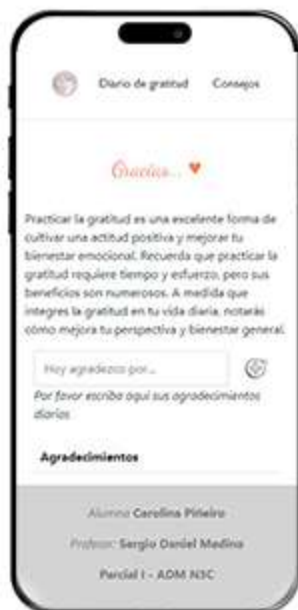 Diario de gratitud Consejos
Gracias... ♥
Practicar la gratitud es una excelente forma de
cultivar una actitud positiva y mejorar tu
bienestar emocional. Recuerda que practicar la
gratitud requiere tiempo y esfuerzo, pero sus
beneficios son numerosos. A medida que
integres la gratitud en tu vida diaria, notarás
cómo mejora tu perspectiva y bienestar general.
Hoy agradezco por...
Por favor escriba aqui sus agradecimientos
diarios
Agradecimientos
Alumna Carolina Piñeiro
Profesor: Sergio Daniel Medina
Parcial I - ADM N3C